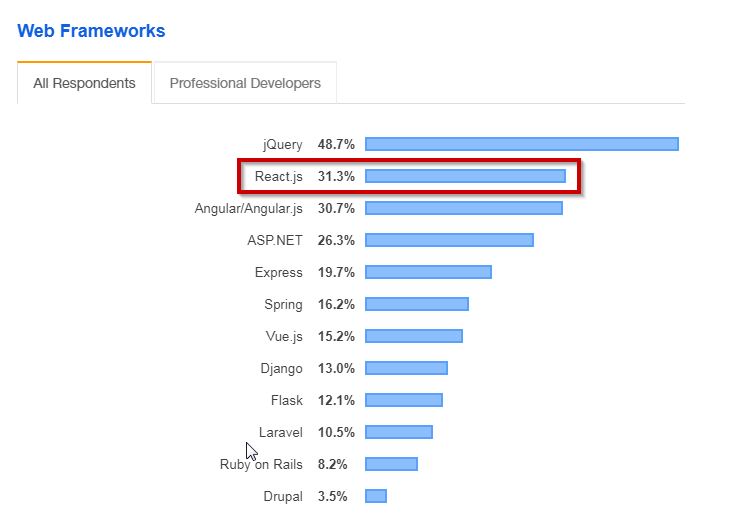 Web Frameworks
All Respondents Professional Developers
jQuery 48.7%
React.js 31.3%
Angular/Angular.js 30.7%
ASP.NET 26.3%
Express 19.7%
Spring 16.2%
Vue.js 15.2%
Django 13.0%
Flask 12.1%
Laravel 10.5%
Ruby on Rails 8.2%
Drupal 3.5%